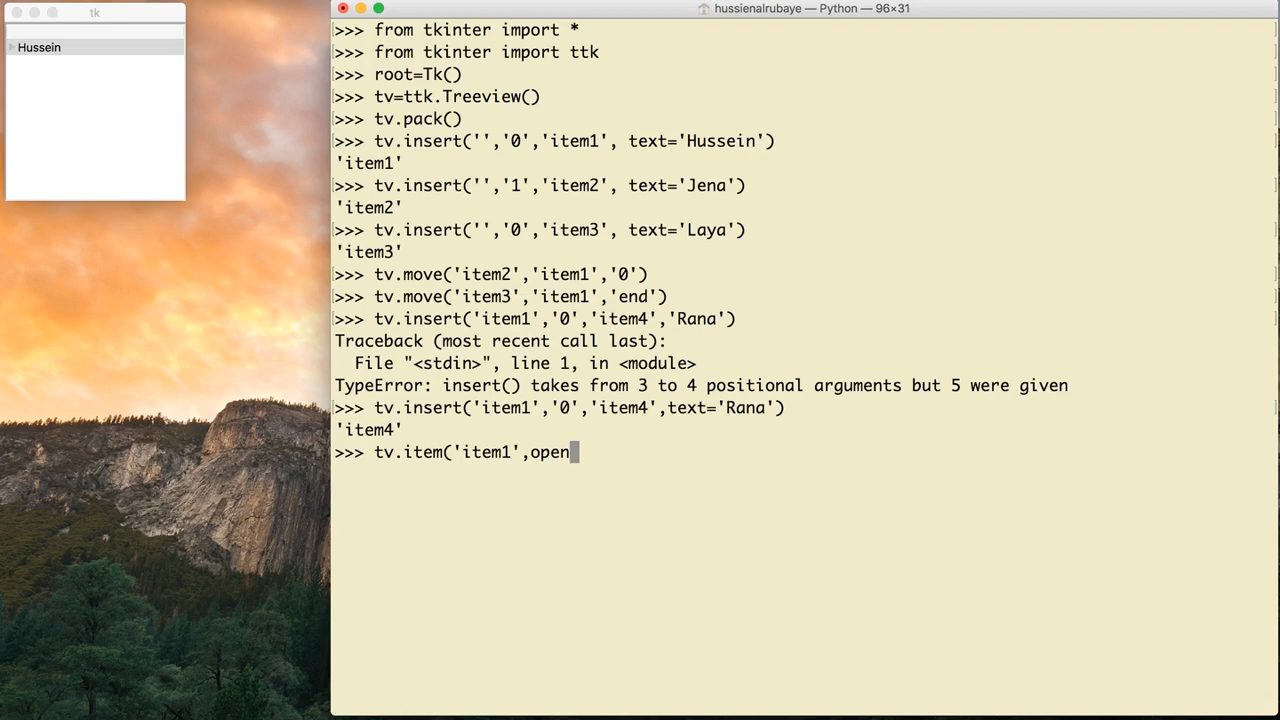 tk
Hussein
hussienalrubaye — Python — 96×31
>>> from tkinter import *
>>> from tkinter import ttk
>>> root=Tk()
>>> tv=ttk.Treeview()
>>> tv.pack()
>>> tv.insert('','0','item1', text='Hussein')
'item1'
>>> tv.insert('','1','item2', text='Jena')
'item2'
>>> tv.insert('','0','item3', text='Laya')
'item3'
>>> tv.move('item2','item1','0')
>>> tv.move('item3','item1','end')
>>> tv.insert('item1','0','item4','Rana')
Traceback (most recent call last):
  File "<stdin>", line 1, in <module>
TypeError: insert() takes from 3 to 4 positional arguments but 5 were given
>>> tv.insert('item1','0','item4',text='Rana')
'item4'
>>> tv.item('item1',open